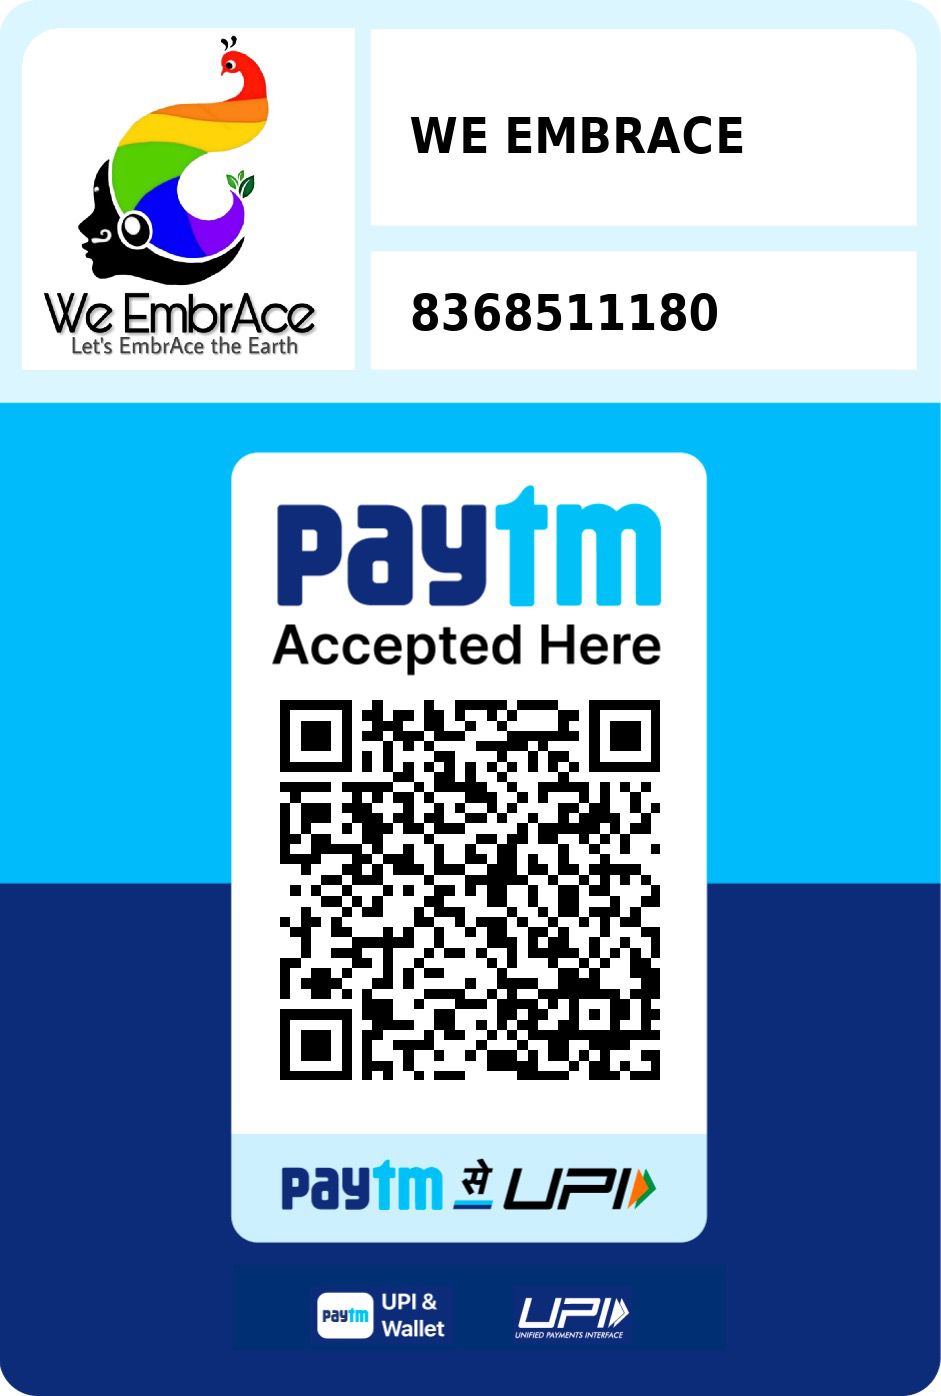 We EmbrAce
Let's EmbrAce the Earth
WE EMBRACE
8368511180
paytm
Accepted Here
paytm से UPI
paytm UPI &
Wallet
UPI
UNIFIED PAYMENTS INTERFACE